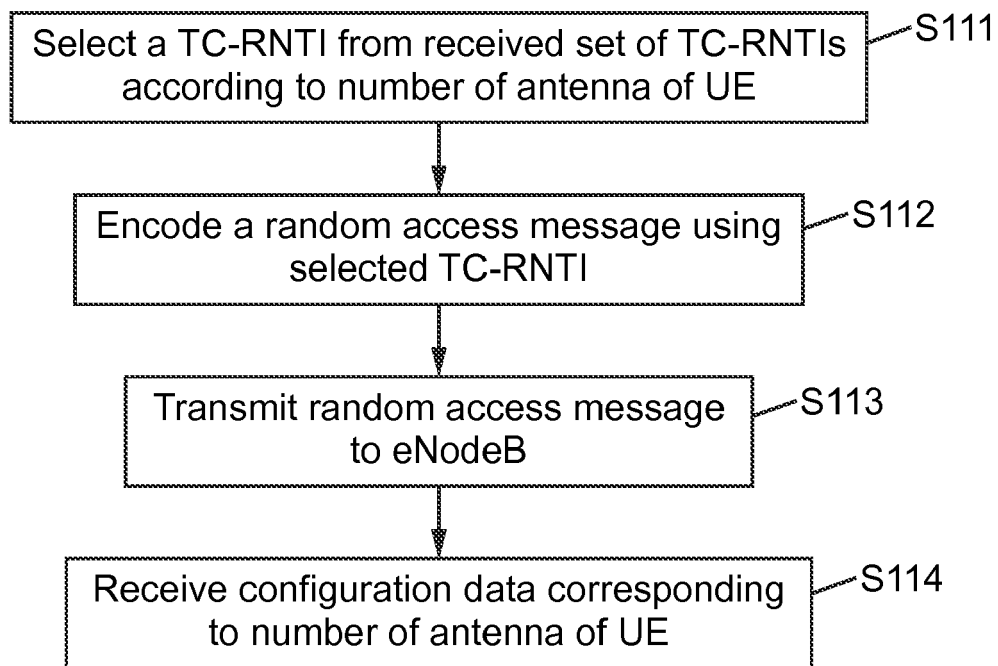 Select a TC-RNTI from received set of TC-RNTIs
according to number of antenna of UE
S111
Encode a random access message using
selected TC-RNTI
S112
Transmit random access message
to eNodeB
S113
Receive configuration data corresponding
to number of antenna of UE
S114